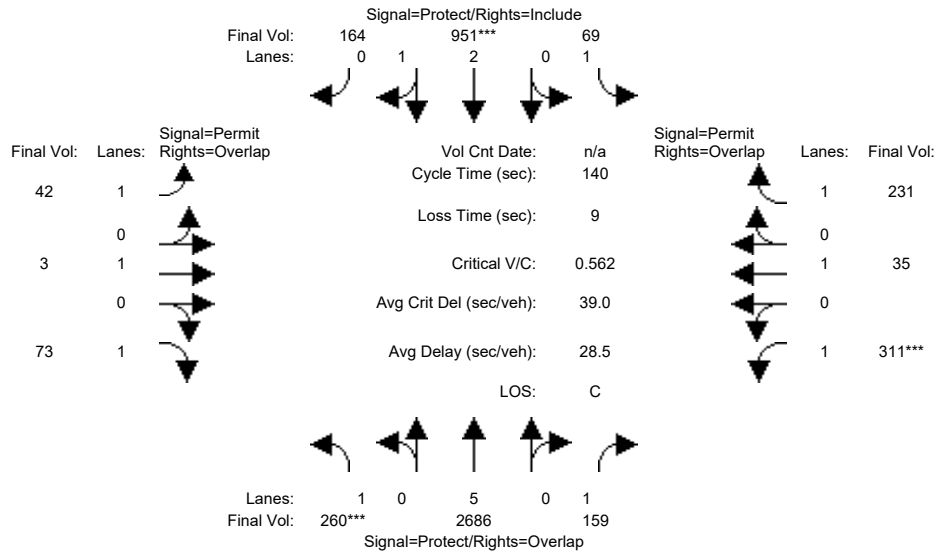 Signal=Protect/Rights=Include
Final Vol: 164 951*** 69
Lanes: 0 1 2 0 1
Signal=Permit
Final Vol: Lanes: Rights=Overlap
Vol Cnt Date: n/a
Signal=Permit
Rights=Overlap Lanes: Final Vol:
Cycle Time (sec): 140
42 1 1 231
Loss Time (sec): 9
0 0
3 1 Critical V/C: 0.562 1 35
0 Avg Crit Del (sec/veh): 39.0 0
73 1 Avg Delay (sec/veh): 28.5 1 311***
LOS: C
Lanes: 1 0 5 0 1
Final Vol: 260*** 2686 159
Signal=Protect/Rights=Overlap